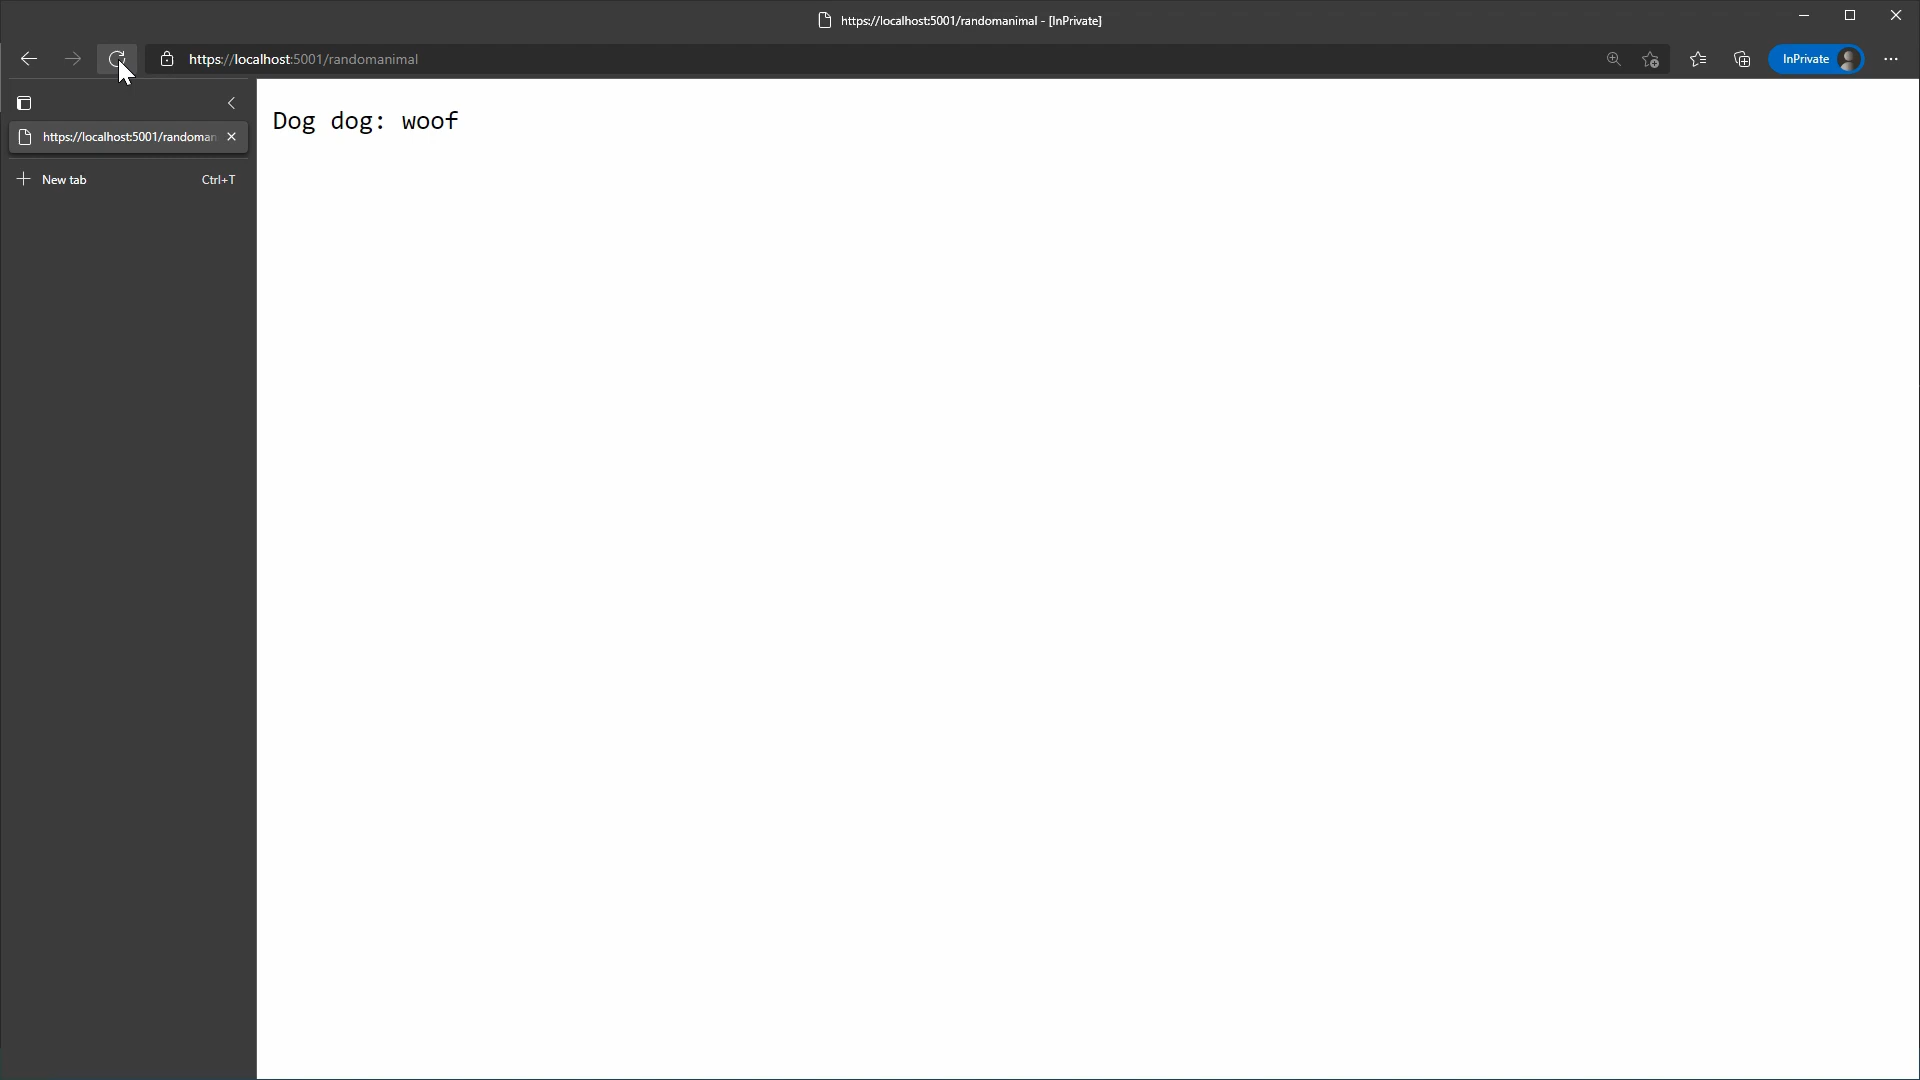 https://localhost:5001/randomanimal - [InPrivate]
https://localhost:5001/randomanimal
InPrivate
https://localhost:5001/randoman
New tab
Ctrl+T
Dog dog: woof